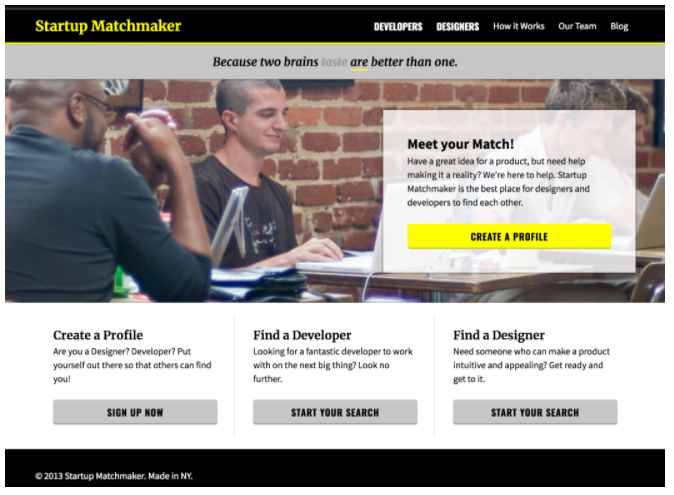 Startup Matchmaker
DEVELOPERS DESIGNERS How it Works Our Team Blog
Because two brains taste are better than one.
Meet your Match!
Have a great idea for a product, but need help
making it a reality? We're here to help. Startup
Matchmaker is the best place for designers and
developers to find each other.
CREATE A PROFILE
Create a Profile
Are you a Designer? Developer? Put
yourself out there so that others can find
you!
SIGN UP NOW
Find a Developer
Looking for a fantastic developer to work
with on the next big thing? Look no
further.
START YOUR SEARCH
Find a Designer
Need someone who can make a product
intuitive and appealing? Get ready and
get to it.
START YOUR SEARCH
© 2013 Startup Matchmaker. Made in NY.